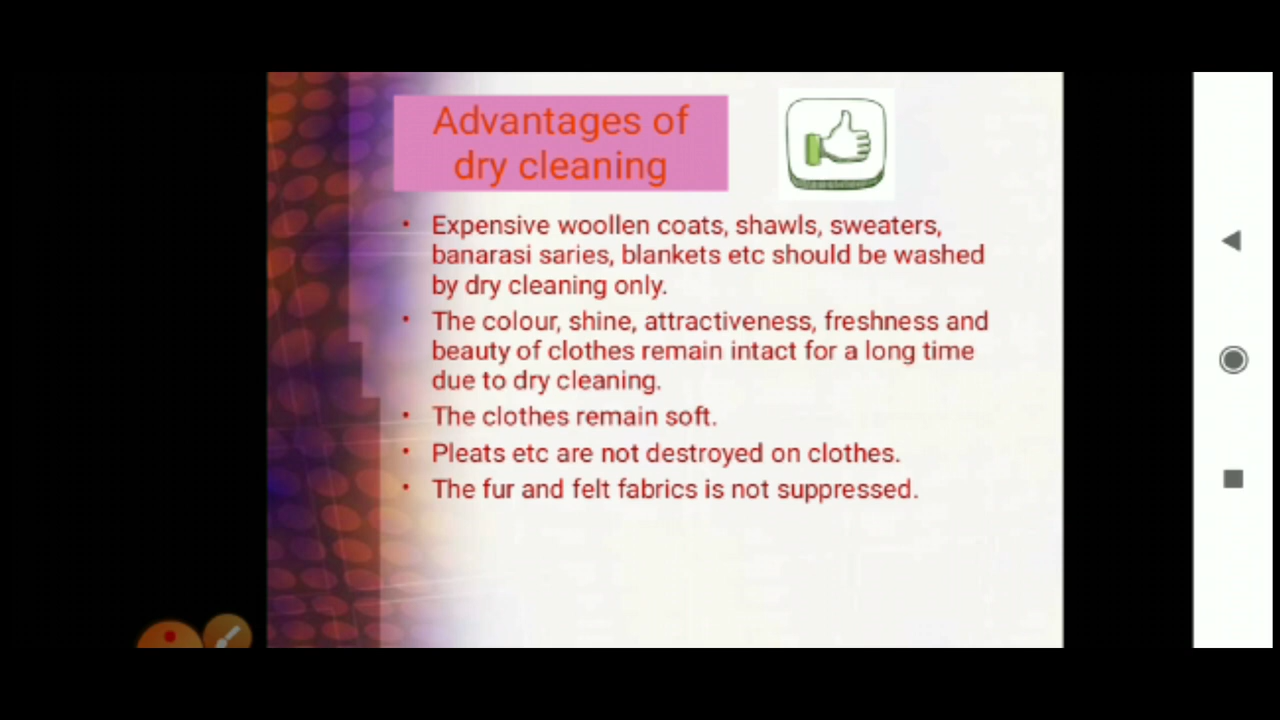 Advantages of
dry cleaning
• Expensive woollen coats, shawls, sweaters,
banarasi saries, blankets etc should be washed
by dry cleaning only.
• The colour, shine, attractiveness, freshness and
beauty of clothes remain intact for a long time
due to dry cleaning.
• The clothes remain soft.
• Pleats etc are not destroyed on clothes.
• The fur and felt fabrics is not suppressed.